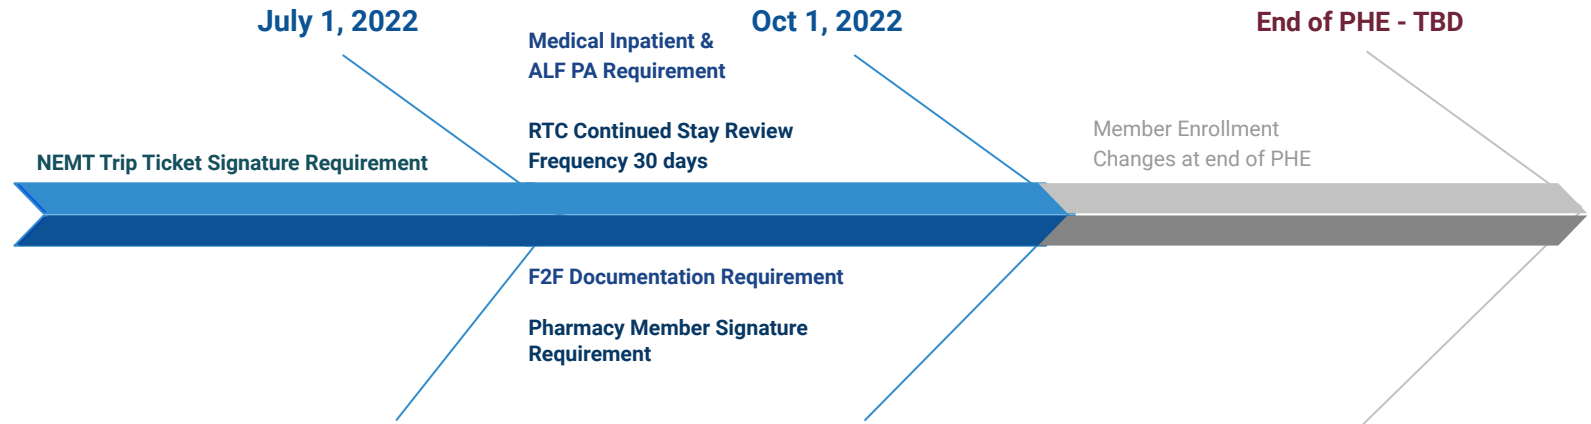 July 1, 2022
Oct 1, 2022
End of PHE - TBD
NEMT Trip Ticket Signature Requirement
Medical Inpatient &
ALF PA Requirement
RTC Continued Stay Review
Frequency 30 days
F2F Documentation Requirement
Pharmacy Member Signature
Requirement
Member Enrollment
Changes at end of PHE